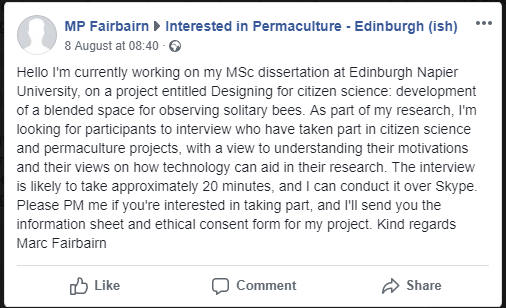 MP Fairbairn Interested in Permaculture - Edinburgh (ish)
8 August at 08:40 ·
Hello I'm currently working on my MSc dissertation at Edinburgh Napier
University, on a project entitled Designing for citizen science: development
of a blended space for observing solitary bees. As part of my research, I'm
looking for participants to interview who have taken part in citizen science
and permaculture projects, with a view to understanding their motivations
and their views on how technology can aid in their research. The interview
is likely to take approximately 20 minutes, and I can conduct it over Skype.
Please PM me if you're interested in taking part, and I'll send you the
information sheet and ethical consent form for my project. Kind regards
Marc Fairbairn
Like Comment Share